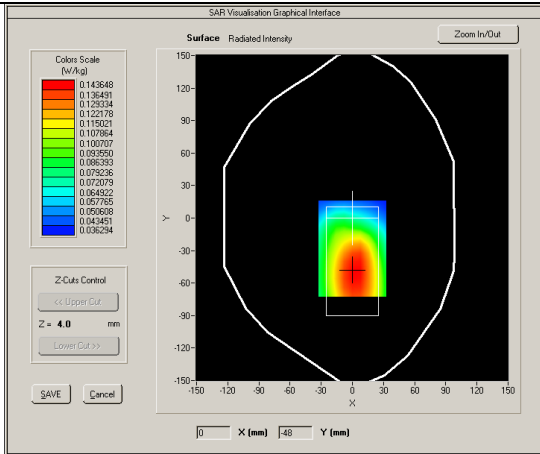 SAR Visualisation Graphical Interface
Surface Radiated Intensity
Zoom In/Out
Colors Scale
(W/kg)
0.143648
0.136491
0.129334
0.122178
0.115021
0.107864
0.100707
0.093550
0.086393
0.079236
0.072079
0.064922
0.057765
0.050608
0.043451
0.036294
Z-Cuts Control
<< Upper Cut
Z = 4.0 mm
Lower Cut >>
SAVE Cancel
150
120
90
60
30
0
-30
-60
-90
-120
-150
Y
-150 -120 -90 -60 -30 0 30 60 90 120 150
X
0 X (mm) -48 Y (mm)